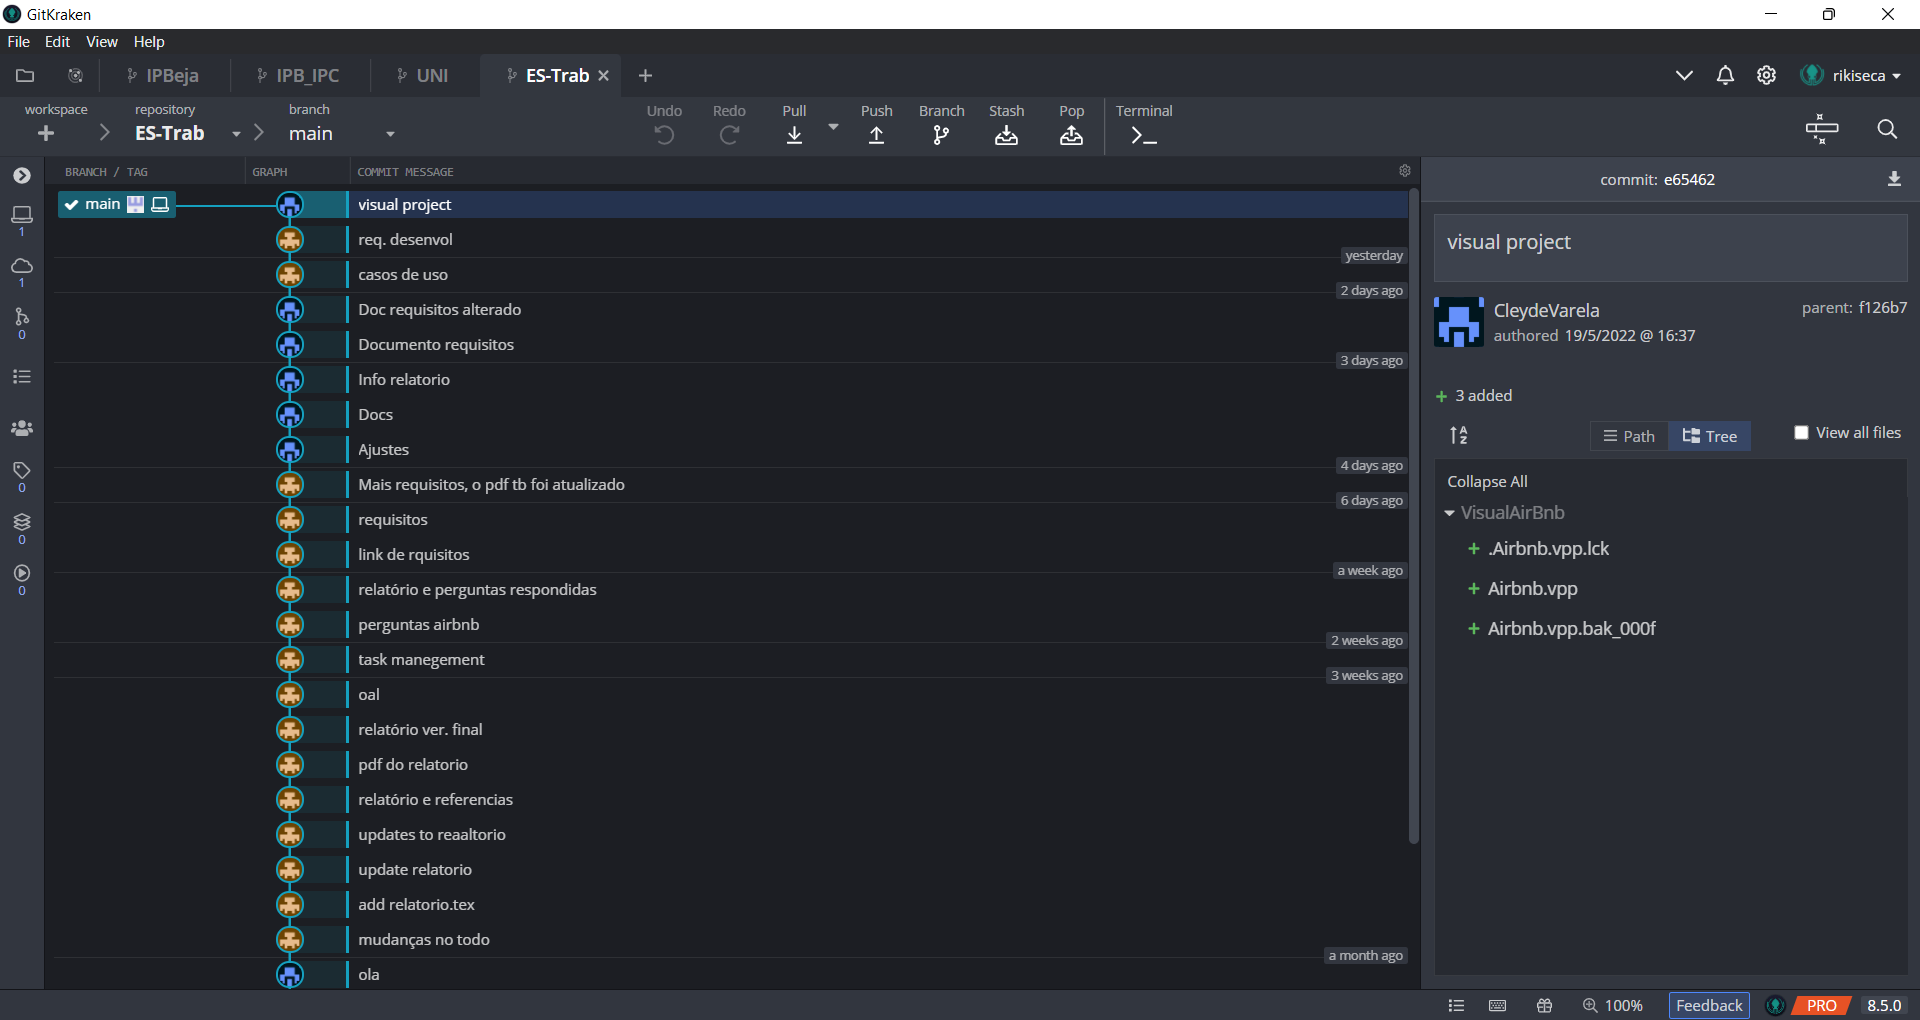 GitKraken
File Edit View Help
IPBeja IPB_IPC UNI ES-Trab
rikiseca
workspace repository branch
ES-Trab main
Undo Redo Pull Push Branch Stash Pop Terminal
BRANCH / TAG GRAPH COMMIT MESSAGE
main visual project
req. desenvol
yesterday
casos de uso
2 days ago
Doc requisitos alterado
Documento requisitos
3 days ago
Info relatorio
Docs
Ajustes
4 days ago
Mais requisitos, o pdf tb foi atualizado
6 days ago
requisitos
link de rquisitos
a week ago
relatório e perguntas respondidas
perguntas airbnb
2 weeks ago
task manegement
3 weeks ago
oal
relatório ver. final
pdf do relatorio
relatório e referencias
updates to reaaltorio
update relatorio
add relatorio.tex
mudanças no todo
a month ago
ola
1
1
0
0
0
0
commit: e65462
visual project
CleydeVarela
parent: f126b7
authored 19/5/2022 @ 16:37
3 added
Path Tree View all files
Collapse All
VisualAirBnb
.Airbnb.vpp.lck
Airbnb.vpp
Airbnb.vpp.bak_000f
100% Feedback PRO 8.5.0